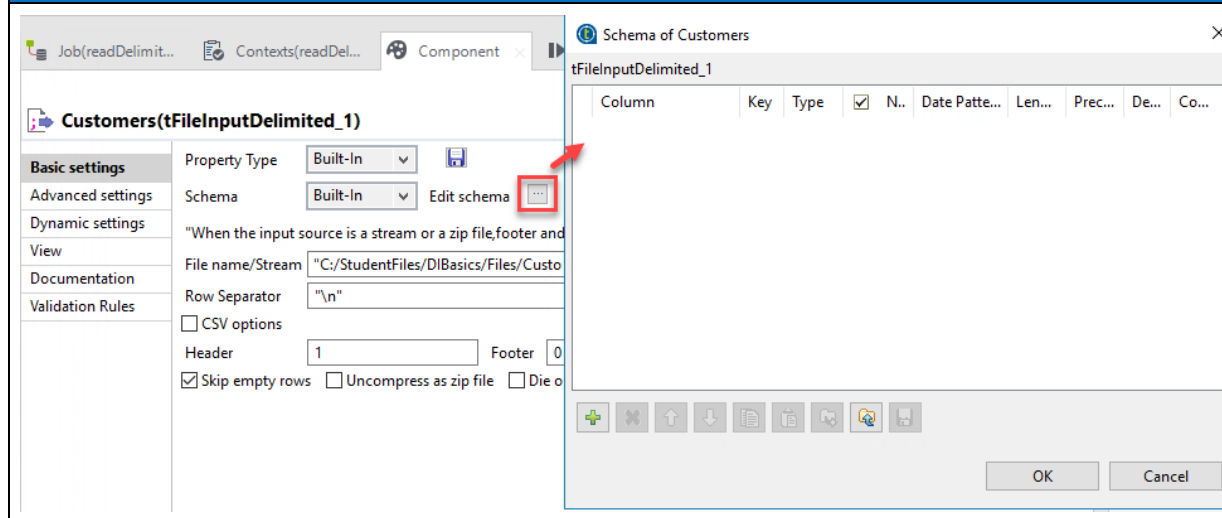 Job(readDelimit...
Contexts(readDel...
Component
Customers(tFileInputDelimited_1)
Basic settings
Advanced settings
Dynamic settings
View
Documentation
Validation Rules
Property Type Built-In
Schema Built-In Edit schema ...
"When the input source is a stream or a zip file,footer and
File name/Stream "C:/StudentFiles/DIBasics/Files/Custo
Row Separator "\n"
CSV options
Header 1 Footer 0
Skip empty rows Uncompress as zip file Die o
Schema of Customers
tFileInputDelimited_1
Column Key Type N.. Date Patte... Len... Prec... De... Co...
OK Cancel